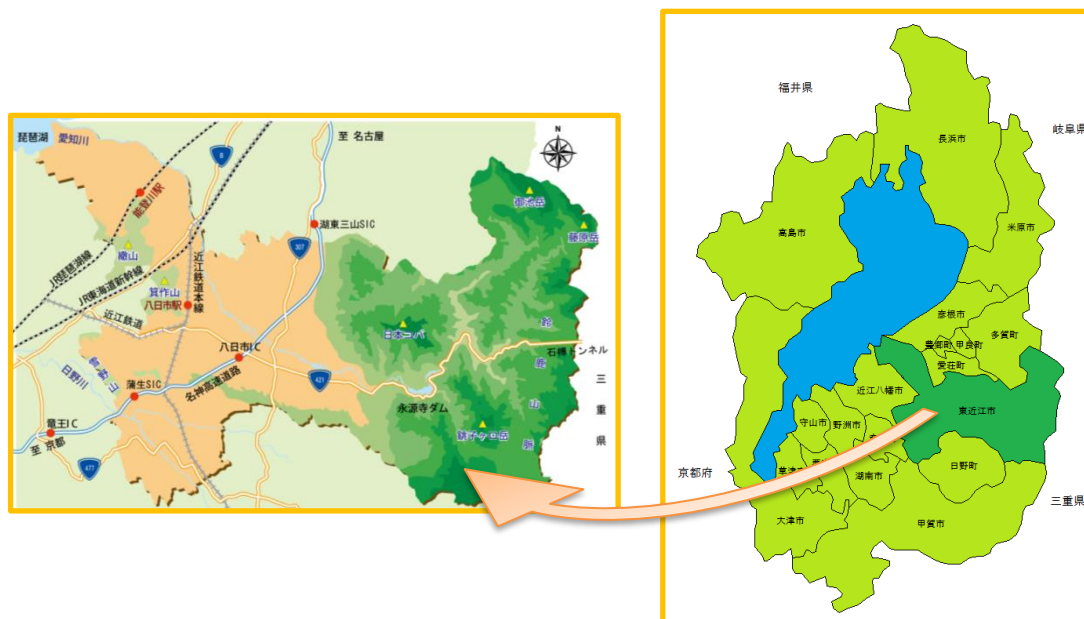 琵琶湖
愛知川
8
至 名古屋
N
御池岳
藤原岳
能登川駅
湖東三山SIC
307
JR琵琶湖線
繖山
JR東海道新幹線
箕作山
八日市駅
近江鉄道本線
近江鉄道
日本コバ
鈴鹿山脈
石榑トンネル
八日市IC
421
三重県
日野川
雪野山
蒲生SIC
名神高速道路
永源寺ダム
銚子ヶ口岳
竜王IC
至 京都
477
福井県
岐阜県
長浜市
米原市
高島市
彦根市
多賀町
豊郷町
甲良町
愛荘町
近江八幡市
東近江市
守山市
野洲市
日野町
湖南市
京都府
三重県
大津市
甲賀市